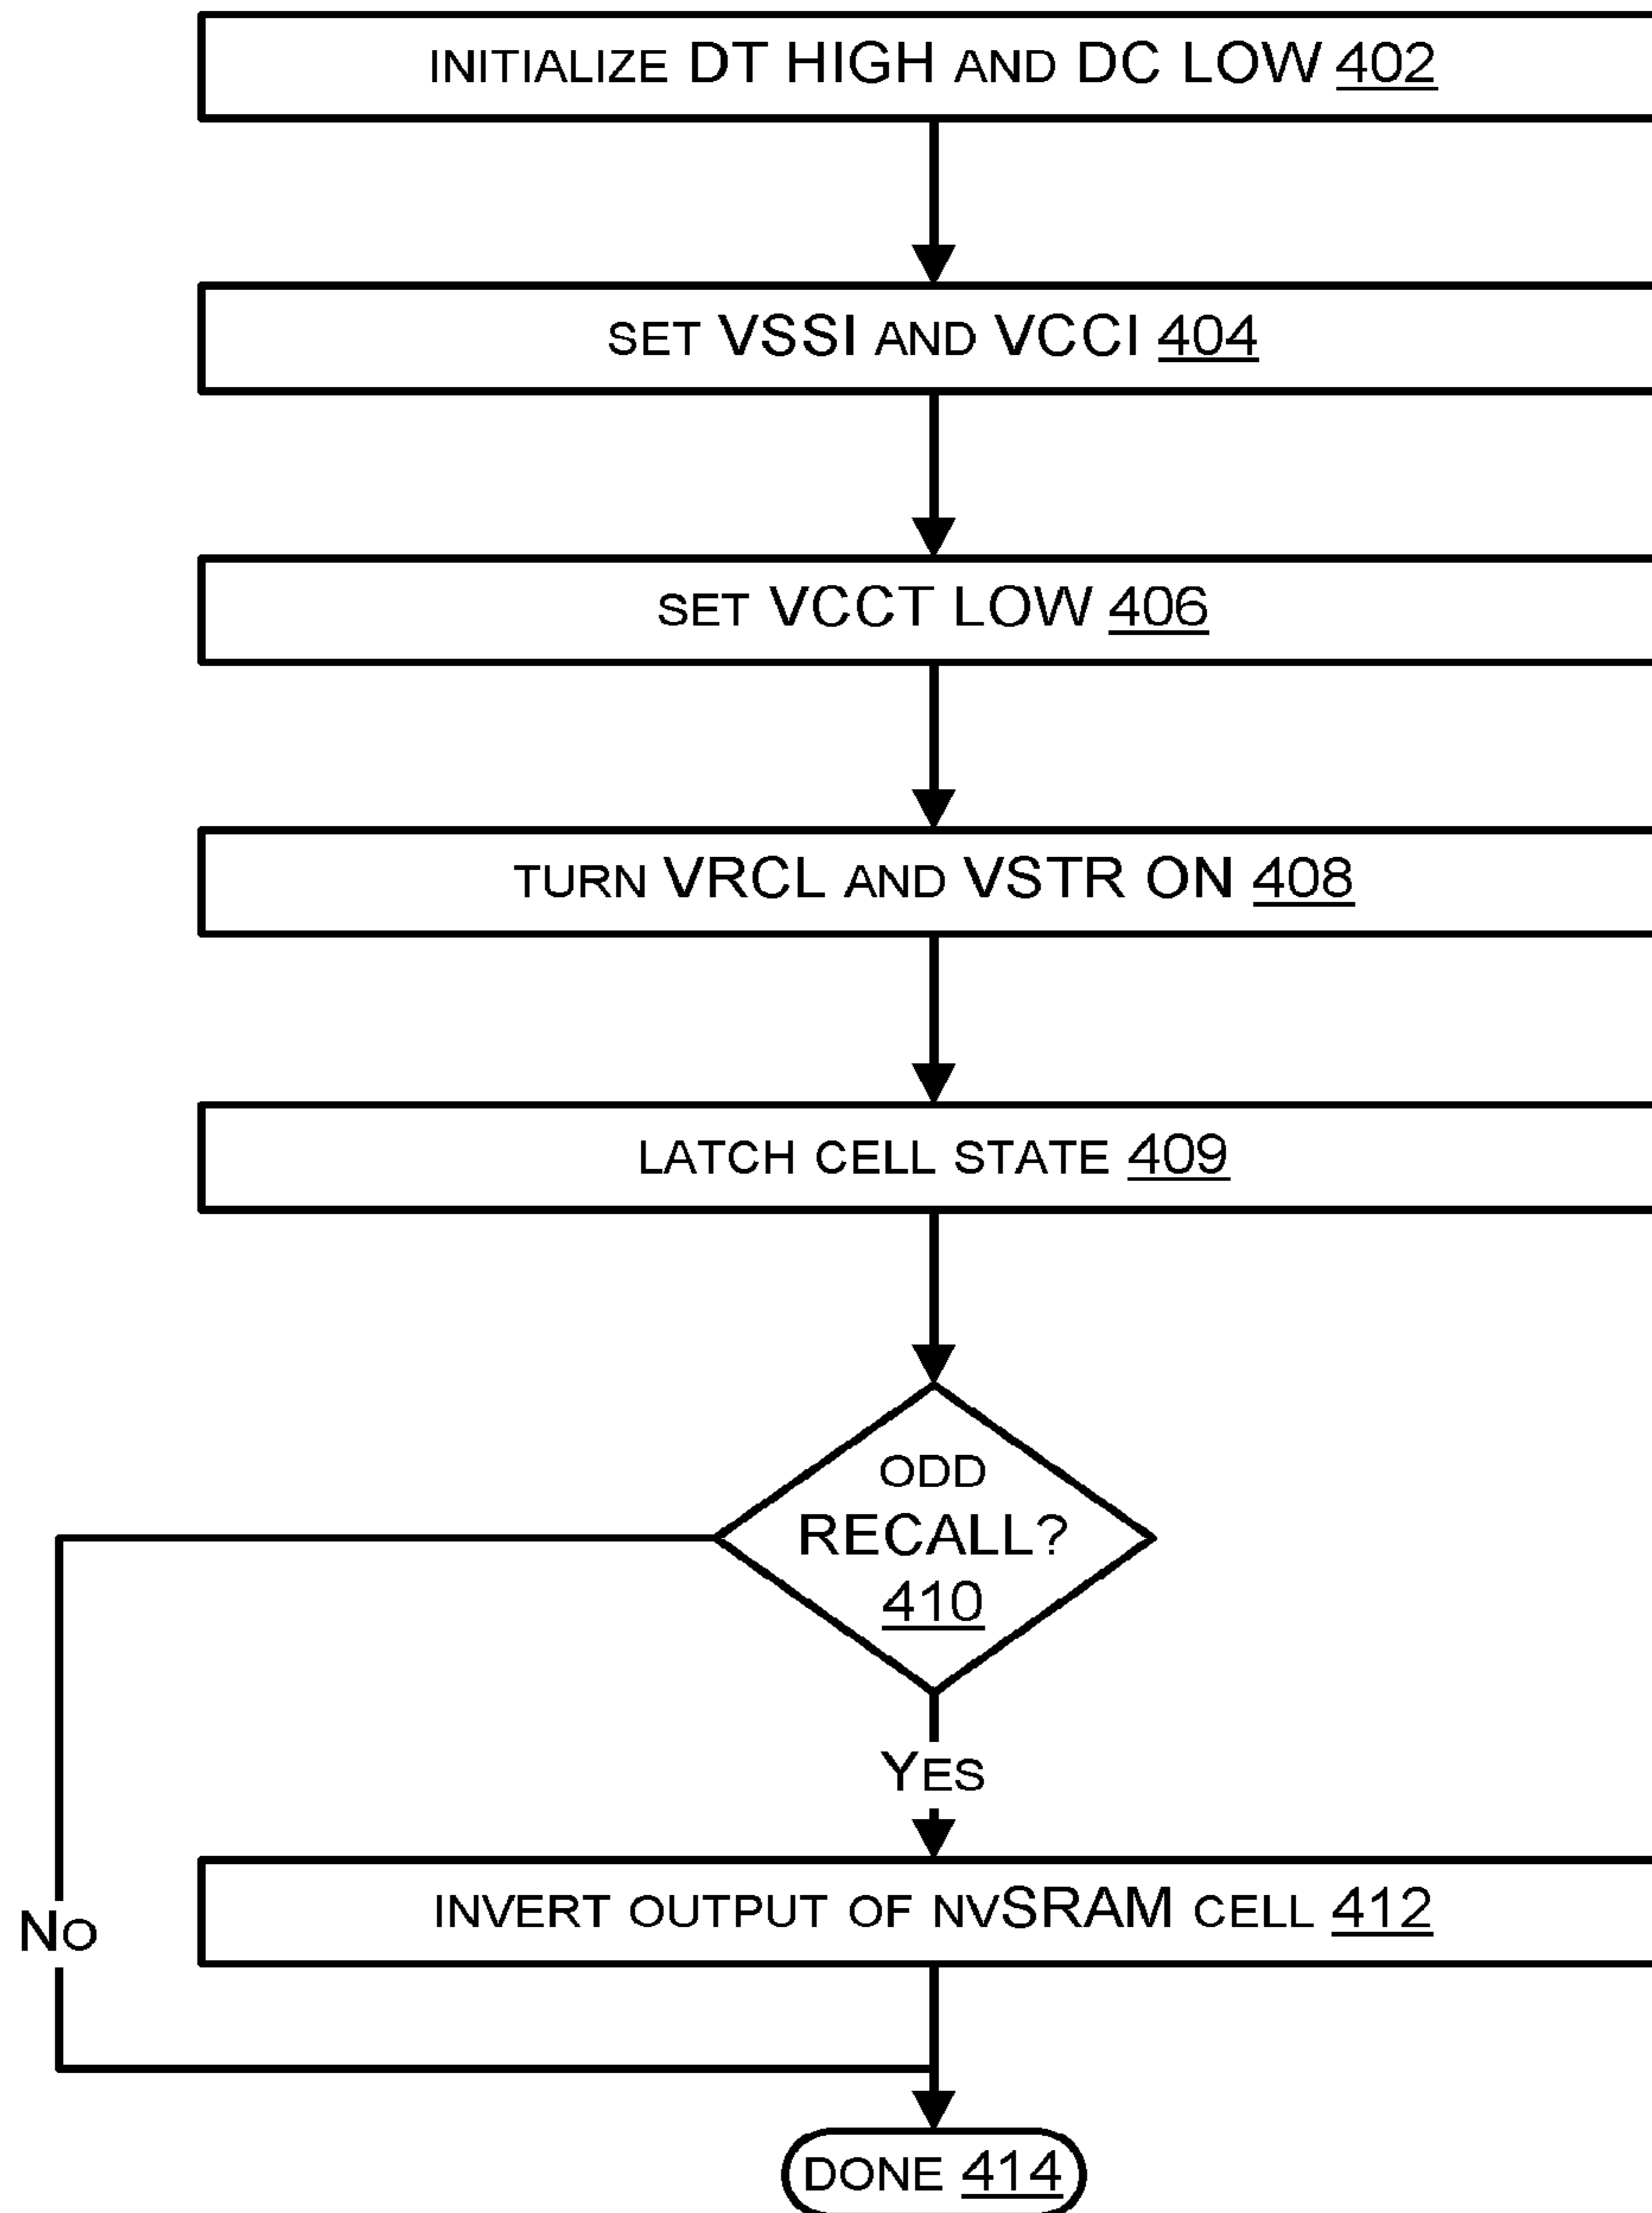 INITIALIZE DT HIGH AND DC LOW 402
SET VSSI AND VCCI 404
SET VCCT LOW 406
TURN VRCL AND VSTR ON 408
LATCH CELL STATE 409
ODD
RECALL?
410
YES
INVERT OUTPUT OF NVSRAM CELL 412
NO
DONE 414